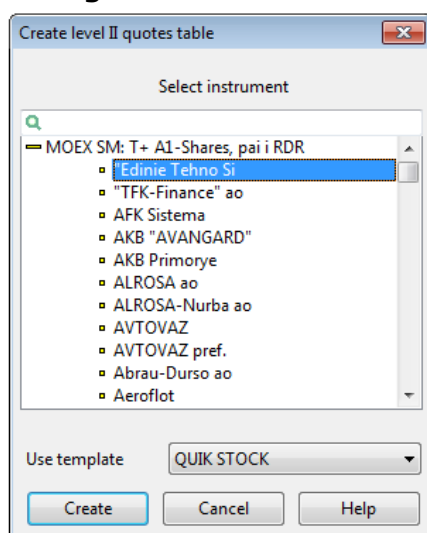 Create level II quotes table
Select instrument
MOEX SM: T+ A1-Shares, pai i RDR
"Edinie Tehno Si
"TFK-Finance" ao
AFK Sistema
AKB "AVANGARD"
AKB Primorye
ALROSA ao
ALROSA-Nurba ao
AVTOVAZ
AVTOVAZ pref.
Abrau-Durso ao
Aeroflot
Use template QUIK STOCK
Create Cancel Help